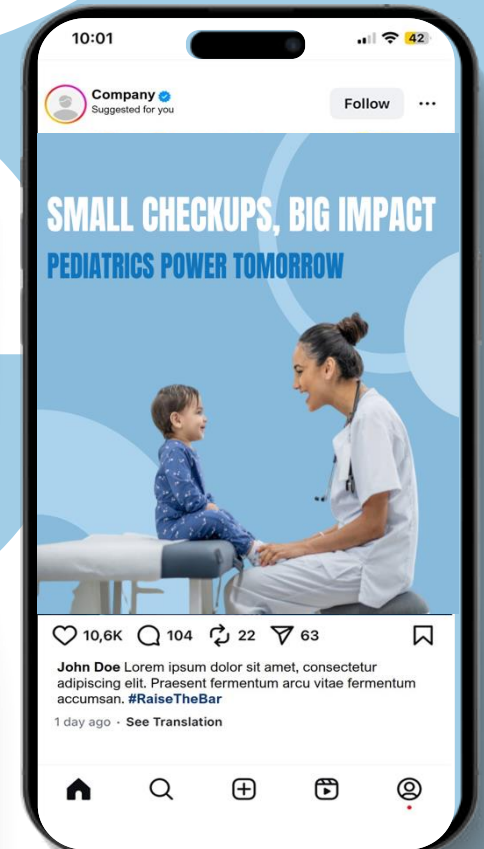 10:01
42
Company
Suggested for you
Follow
SMALL CHECKUPS, BIG IMPACT
PEDIATRICS POWER TOMORROW
10,6K 104 22 63
John Doe Lorem ipsum dolor sit amet, consectetur
adipiscing elit. Praesent fermentum arcu vitae fermentum
accumsan. #RaiseTheBar
1 day ago · See Translation